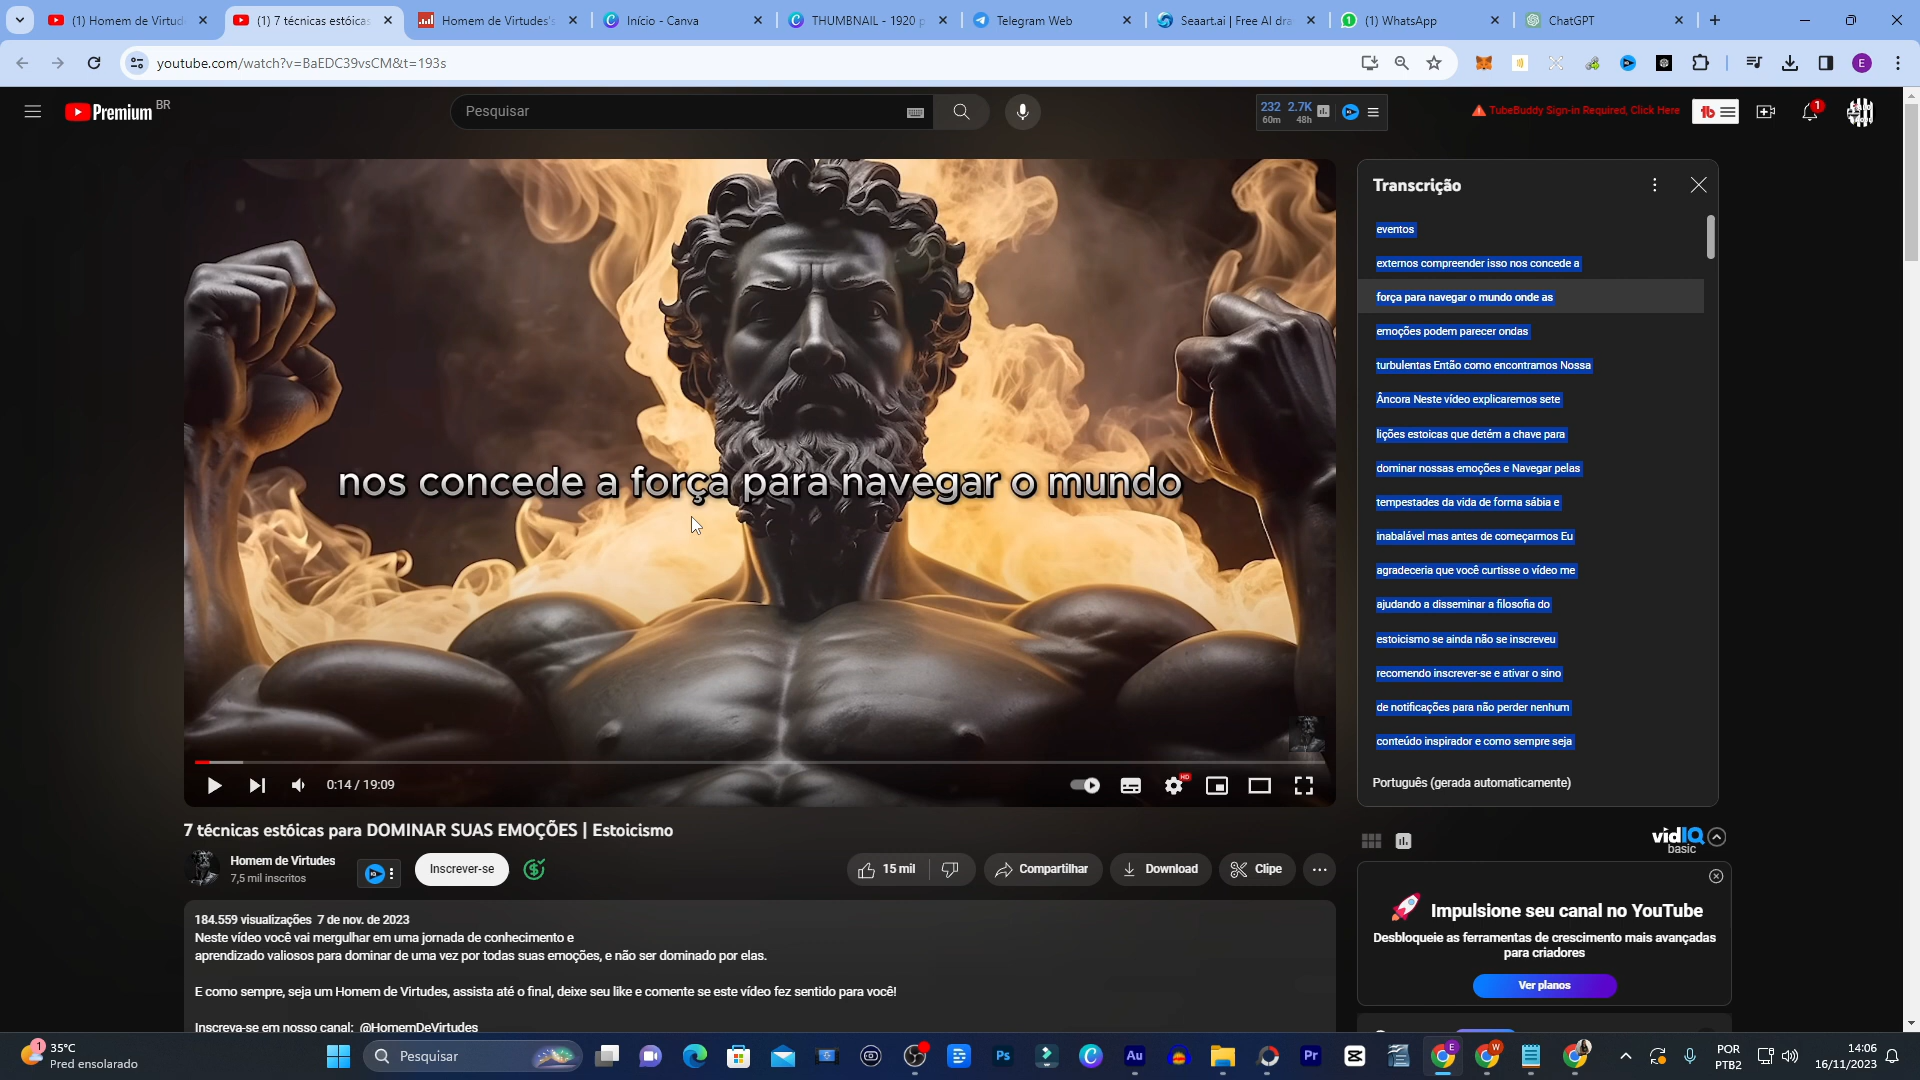 (1) Homem de Virtud
(1) 7 técnicas estóicas
Homem de Virtudes's
Início - Canva
THUMBNAIL - 1920 p
Telegram Web
Seaart.ai | Free AI dra
(1) WhatsApp
ChatGPT
youtube.com/watch?v=BaEDC39vsCM&t=193s
E
Premium BR
Pesquisar
232 2.7K
60m 48h
TubeBuddy Sign-in Required, Click Here
1
Transcrição
eventos
externos compreender isso nos concede a
força para navegar o mundo onde as
emoções podem parecer ondas
turbulentas Então como encontramos Nossa
Âncora Neste vídeo explicaremos sete
lições estoicas que detém a chave para
dominar nossas emoções e Navegar pelas
tempestades da vida de forma sábia e
inabalável mas antes de começarmos Eu
agradeceria que você curtisse o vídeo me
ajudando a disseminar a filosofia do
estoicismo se ainda não se inscreveu
recomendo inscrever-se e ativar o sino
de notificações para não perder nenhum
conteúdo inspirador e como sempre seja
Português (gerada automaticamente)
nos concede a força para navegar o mundo
0:14 / 19:09
HD
7 técnicas estóicas para DOMINAR SUAS EMOÇÕES | Estoicismo
Homem de Virtudes
7,5 mil inscritos
Inscrever-se
15 mil
Compartilhar
Download
Clipe
184.559 visualizações 7 de nov. de 2023
Neste vídeo você vai mergulhar em uma jornada de conhecimento e
aprendizado valiosos para dominar de uma vez por todas suas emoções, e não ser dominado por elas.
E como sempre, seja um Homem de Virtudes, assista até o final, deixe seu like e comente se este vídeo fez sentido para você!
Inscreva-se em nosso canal: @HomemDeVirtudes
vidIQ
basic
Impulsione seu canal no YouTube
Desbloqueie as ferramentas de crescimento mais avançadas
para criadores
Ver planos
1
35°C
Pred ensolarado
Pesquisar
Ps
Au
Pr
E
W
POR
PTB2
14:06
16/11/2023